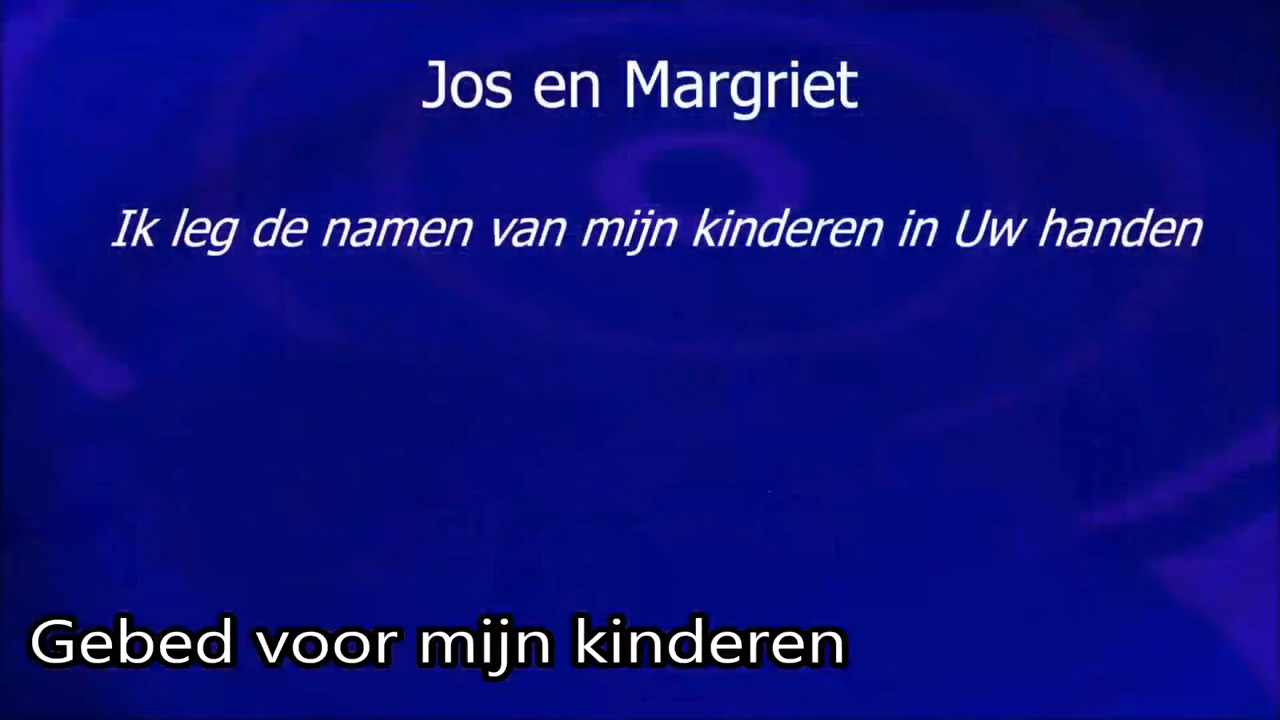 Jos en Margriet
Ik leg de namen van mijn kinderen in Uw handen
Gebed voor mijn kinderen